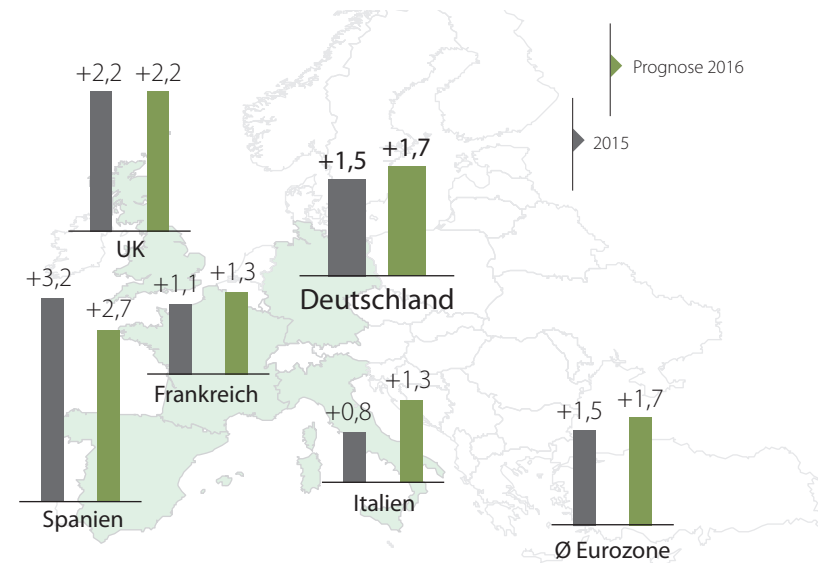 Prognose 2016
2015
+2,2 +2,2
UK
+1,5 +1,7
Deutschland
+3,2 +2,7
Spanien
+1,1 +1,3
Frankreich
+0,8 +1,3
Italien
+1,5 +1,7
Ø Eurozone